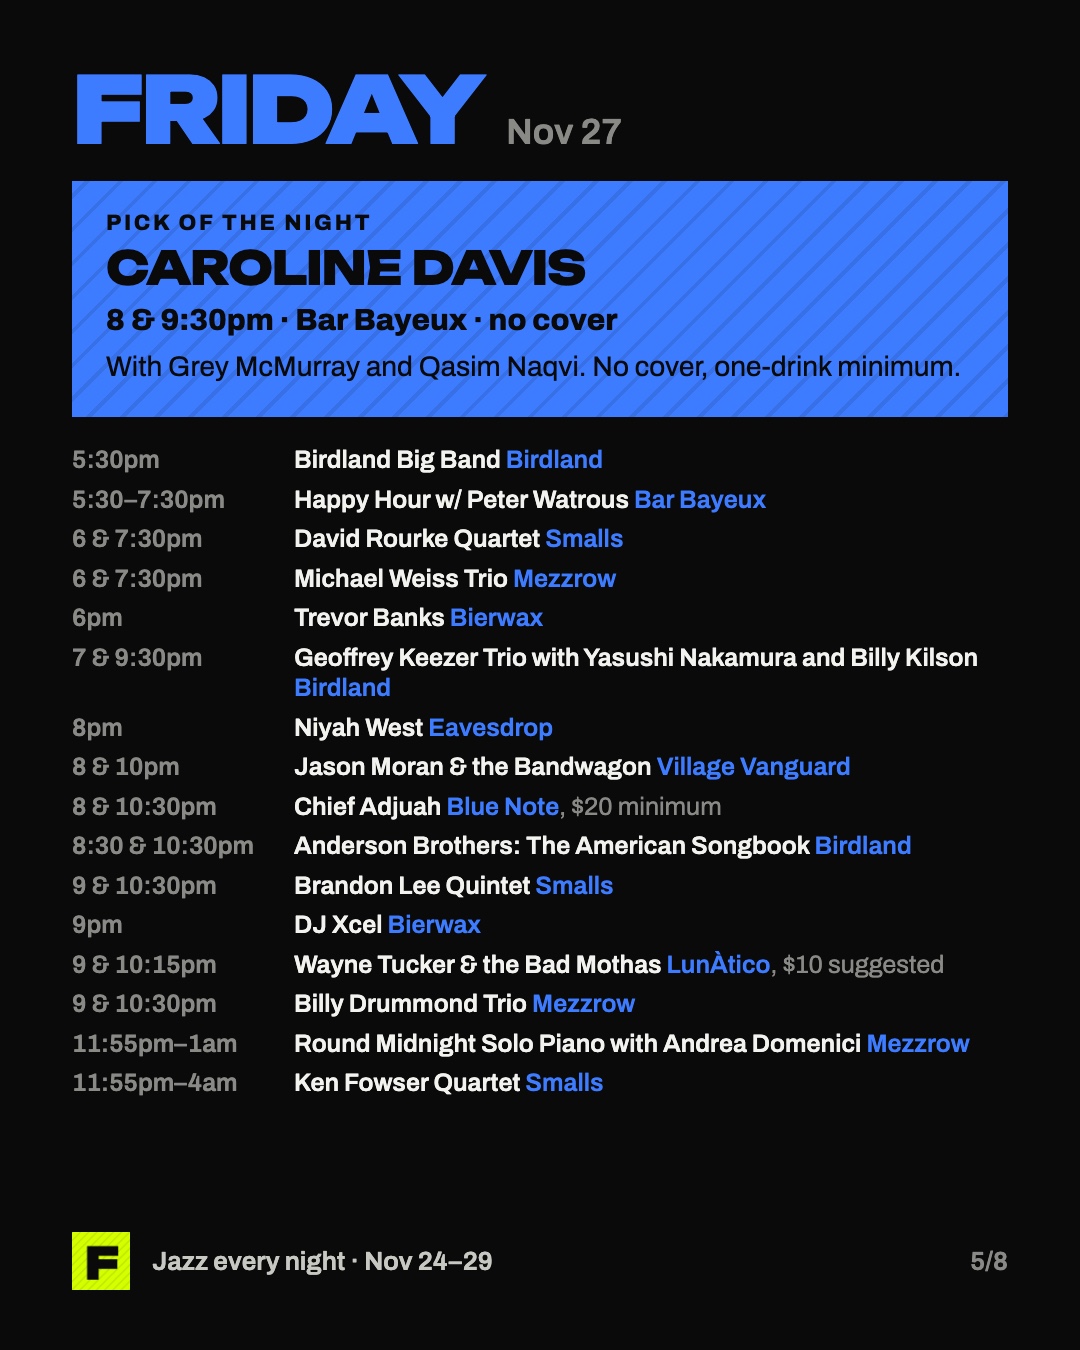 FRIDAY Nov 27
PICK OF THE NIGHT
CAROLINE DAVIS
8 & 9:30pm · Bar Bayeux · no cover
With Grey McMurray and Qasim Naqvi. No cover, one-drink minimum.
5:30pm Birdland Big Band Birdland
5:30–7:30pm Happy Hour w/ Peter Watrous Bar Bayeux
6 & 7:30pm David Rourke Quartet Smalls
6 & 7:30pm Michael Weiss Trio Mezzrow
6pm Trevor Banks Bierwax
7 & 9:30pm Geoffrey Keezer Trio with Yasushi Nakamura and Billy Kilson
Birdland
8pm Niyah West Eavesdrop
8 & 10pm Jason Moran & the Bandwagon Village Vanguard
8 & 10:30pm Chief Adjuah Blue Note, $20 minimum
8:30 & 10:30pm Anderson Brothers: The American Songbook Birdland
9 & 10:30pm Brandon Lee Quintet Smalls
9pm DJ Xcel Bierwax
9 & 10:15pm Wayne Tucker & the Bad Mothas LunÀtico, $10 suggested
9 & 10:30pm Billy Drummond Trio Mezzrow
11:55pm–1am Round Midnight Solo Piano with Andrea Domenici Mezzrow
11:55pm–4am Ken Fowser Quartet Smalls
F Jazz every night · Nov 24–29 5/8